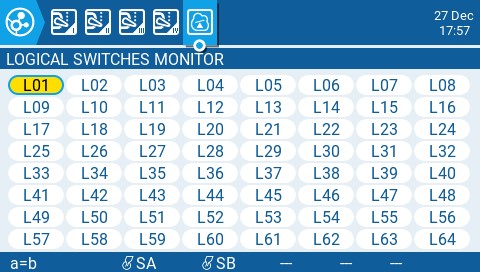 I II III IV
27 Dec
17:57
LOGICAL SWITCHES MONITOR
L01 L02 L03 L04 L05 L06 L07 L08
L09 L10 L11 L12 L13 L14 L15 L16
L17 L18 L19 L20 L21 L22 L23 L24
L25 L26 L27 L28 L29 L30 L31 L32
L33 L34 L35 L36 L37 L38 L39 L40
L41 L42 L43 L44 L45 L46 L47 L48
L49 L50 L51 L52 L53 L54 L55 L56
L57 L58 L59 L60 L61 L62 L63 L64
a=b SA SB --- --- ---